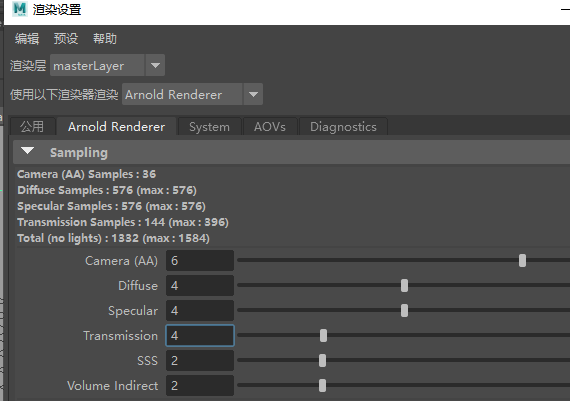 渲染设置
编辑 预设 帮助
渲染层 masterLayer
使用以下渲染器渲染 Arnold Renderer
公用 Arnold Renderer System AOVs Diagnostics
Sampling
Camera (AA) Samples : 36
Diffuse Samples : 576 (max : 576)
Specular Samples : 576 (max : 576)
Transmission Samples : 144 (max : 396)
Total (no lights) : 1332 (max : 1584)
Camera (AA) 6
Diffuse 4
Specular 4
Transmission 4
SSS 2
Volume Indirect 2